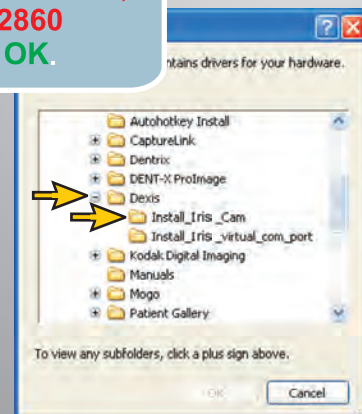 2860
OK.
ntains drivers for your hardware.
Autohotkey Install
CaptureLink
Dentrix
DENT-X ProImage
Dexis
Install_Iris _Cam
Install_Iris _virtual_com_port
Kodak Digital Imaging
Manuals
Mogo
Patient Gallery
To view any subfolders, click a plus sign above.
OK
Cancel